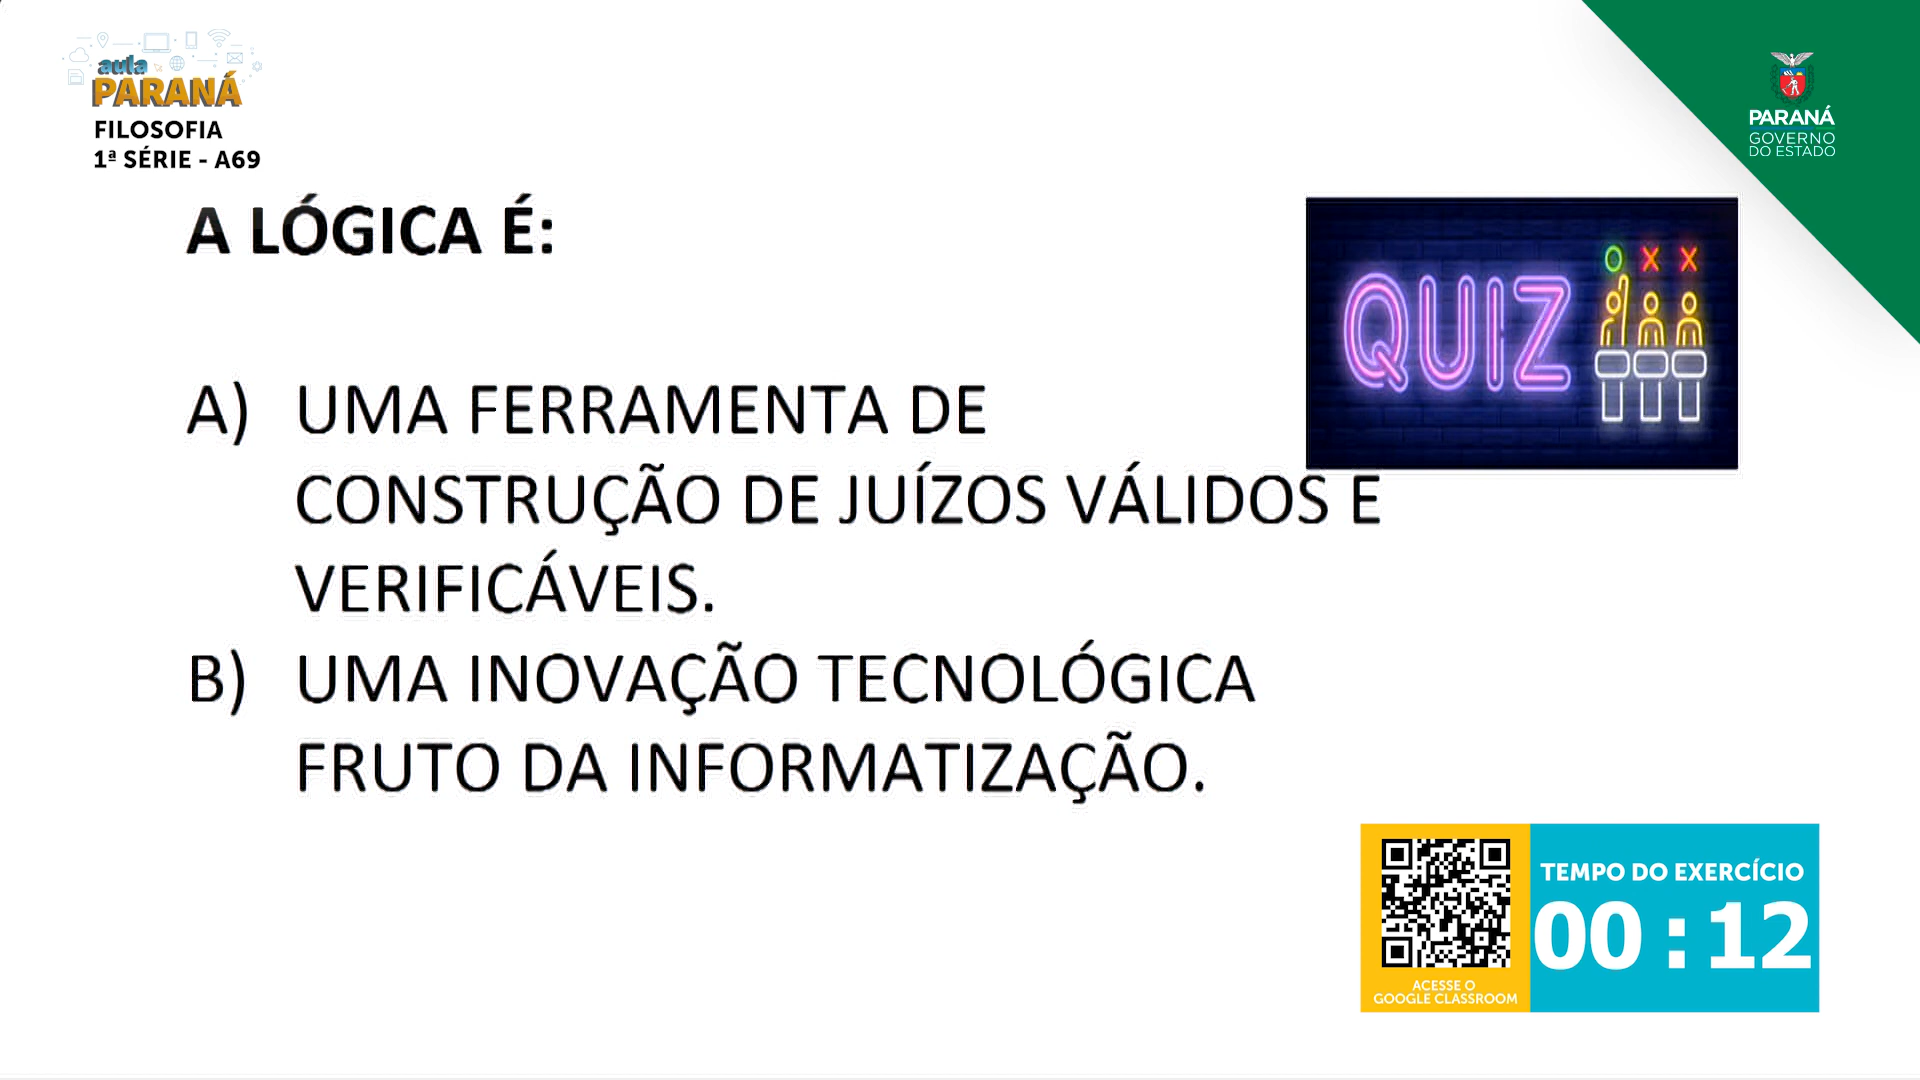 aula
PARANÁ
FILOSOFIA
1ª SÉRIE - A69
PARANÁ
GOVERNO
DO ESTADO
A LÓGICA É:
QUIZ
A) UMA FERRAMENTA DE
CONSTRUÇÃO DE JUÍZOS VÁLIDOS E
VERIFICÁVEIS.
B) UMA INOVAÇÃO TECNOLÓGICA
FRUTO DA INFORMATIZAÇÃO.
TEMPO DO EXERCÍCIO
00:12
ACESSE O
GOOGLE CLASSROOM